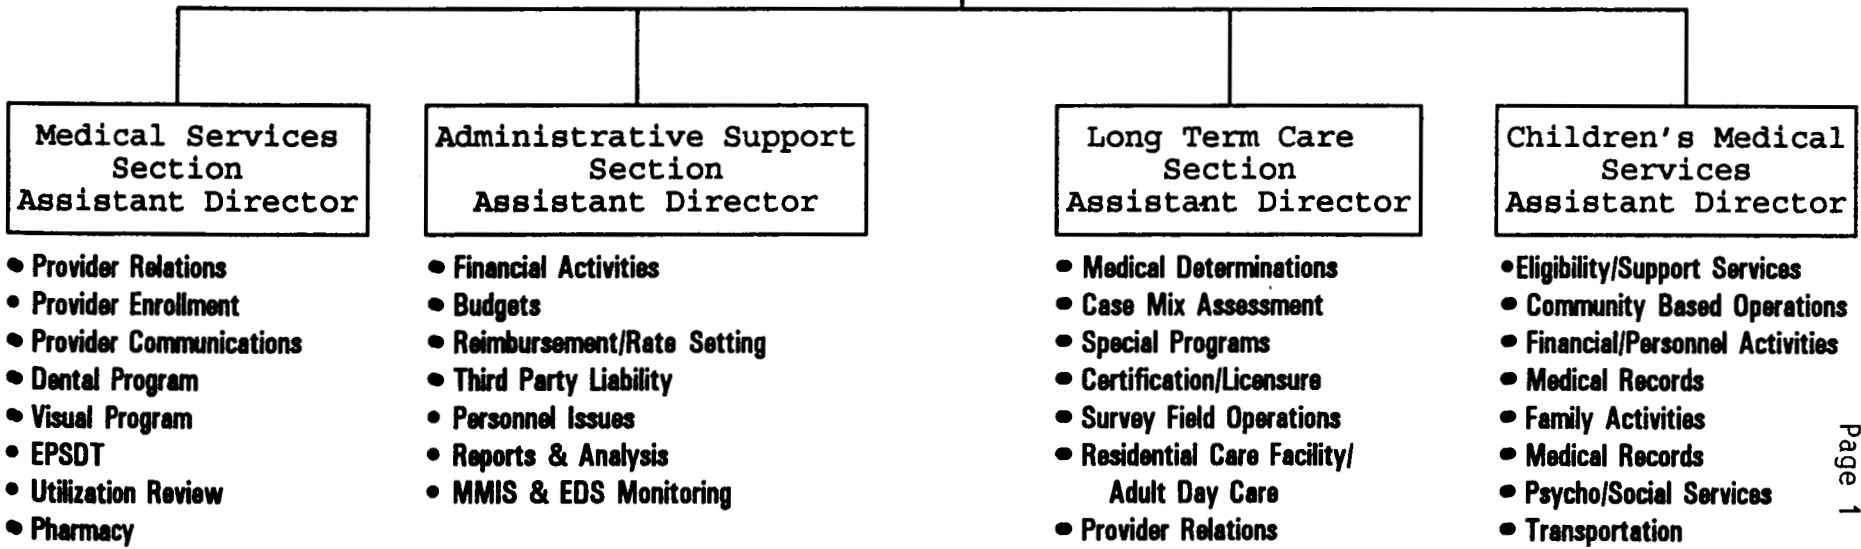 Medical Services
Section
Assistant Director
• Provider Relations
• Provider Enrollment
• Provider Communications
• Dental Program
• Visual Program
• EPSDT
• Utilization Review
• Pharmacy
Administrative Support
Section
Assistant Director
• Financial Activities
• Budgets
• Reimbursement/Rate Setting
• Third Party Liability
• Personnel Issues
• Reports & Analysis
• MMIS & EDS Monitoring
Long Term Care
Section
Assistant Director
• Medical Determinations
• Case Mix Assessment
• Special Programs
• Certification/Licensure
• Survey Field Operations
• Residential Care Facility/
Adult Day Care
• Provider Relations
Children's Medical
Services
Assistant Director
•Eligibility/Support Services
• Community Based Operations
• Financial/Personnel Activities
• Medical Records
• Family Activities
• Medical Records
• Psycho/Social Services
• Transportation
Page 1